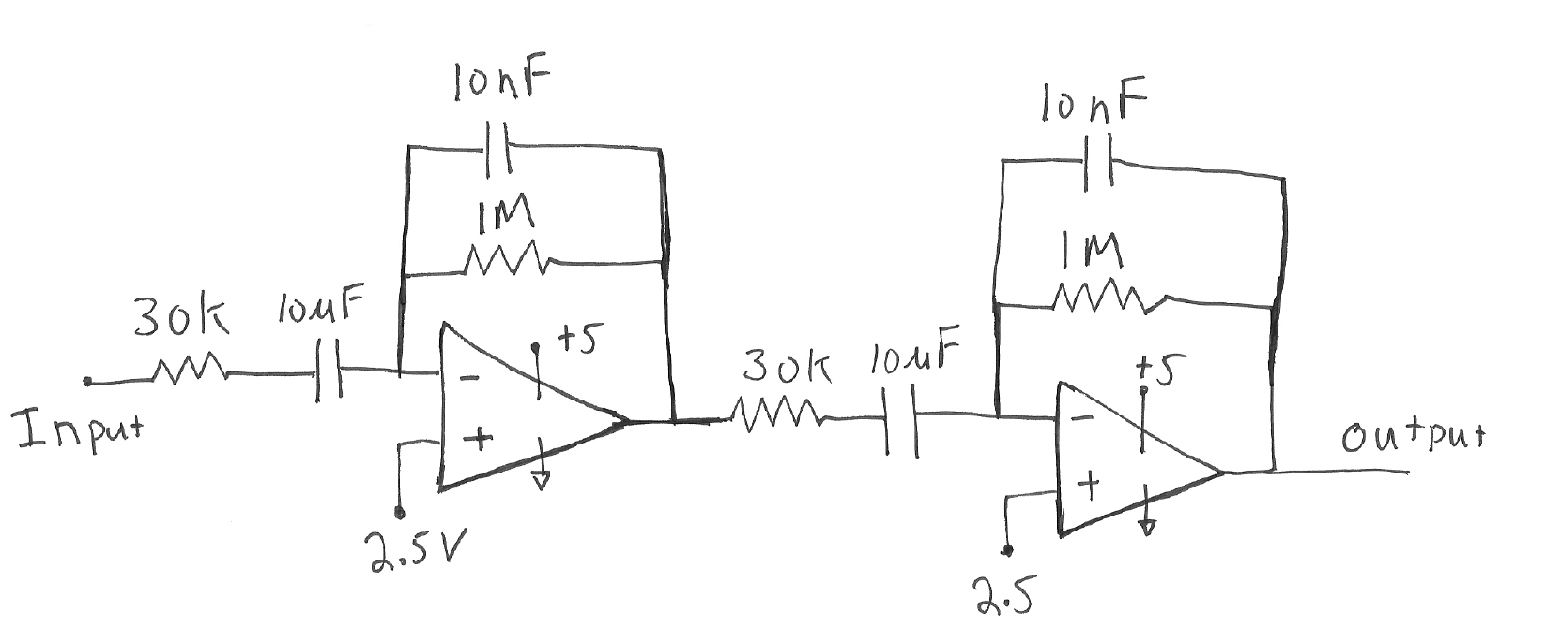 10nF
1M
30k
10uF
+5
-
+
Input
2.5V
10nF
1M
30k
10uF
+5
-
+
output
2.5